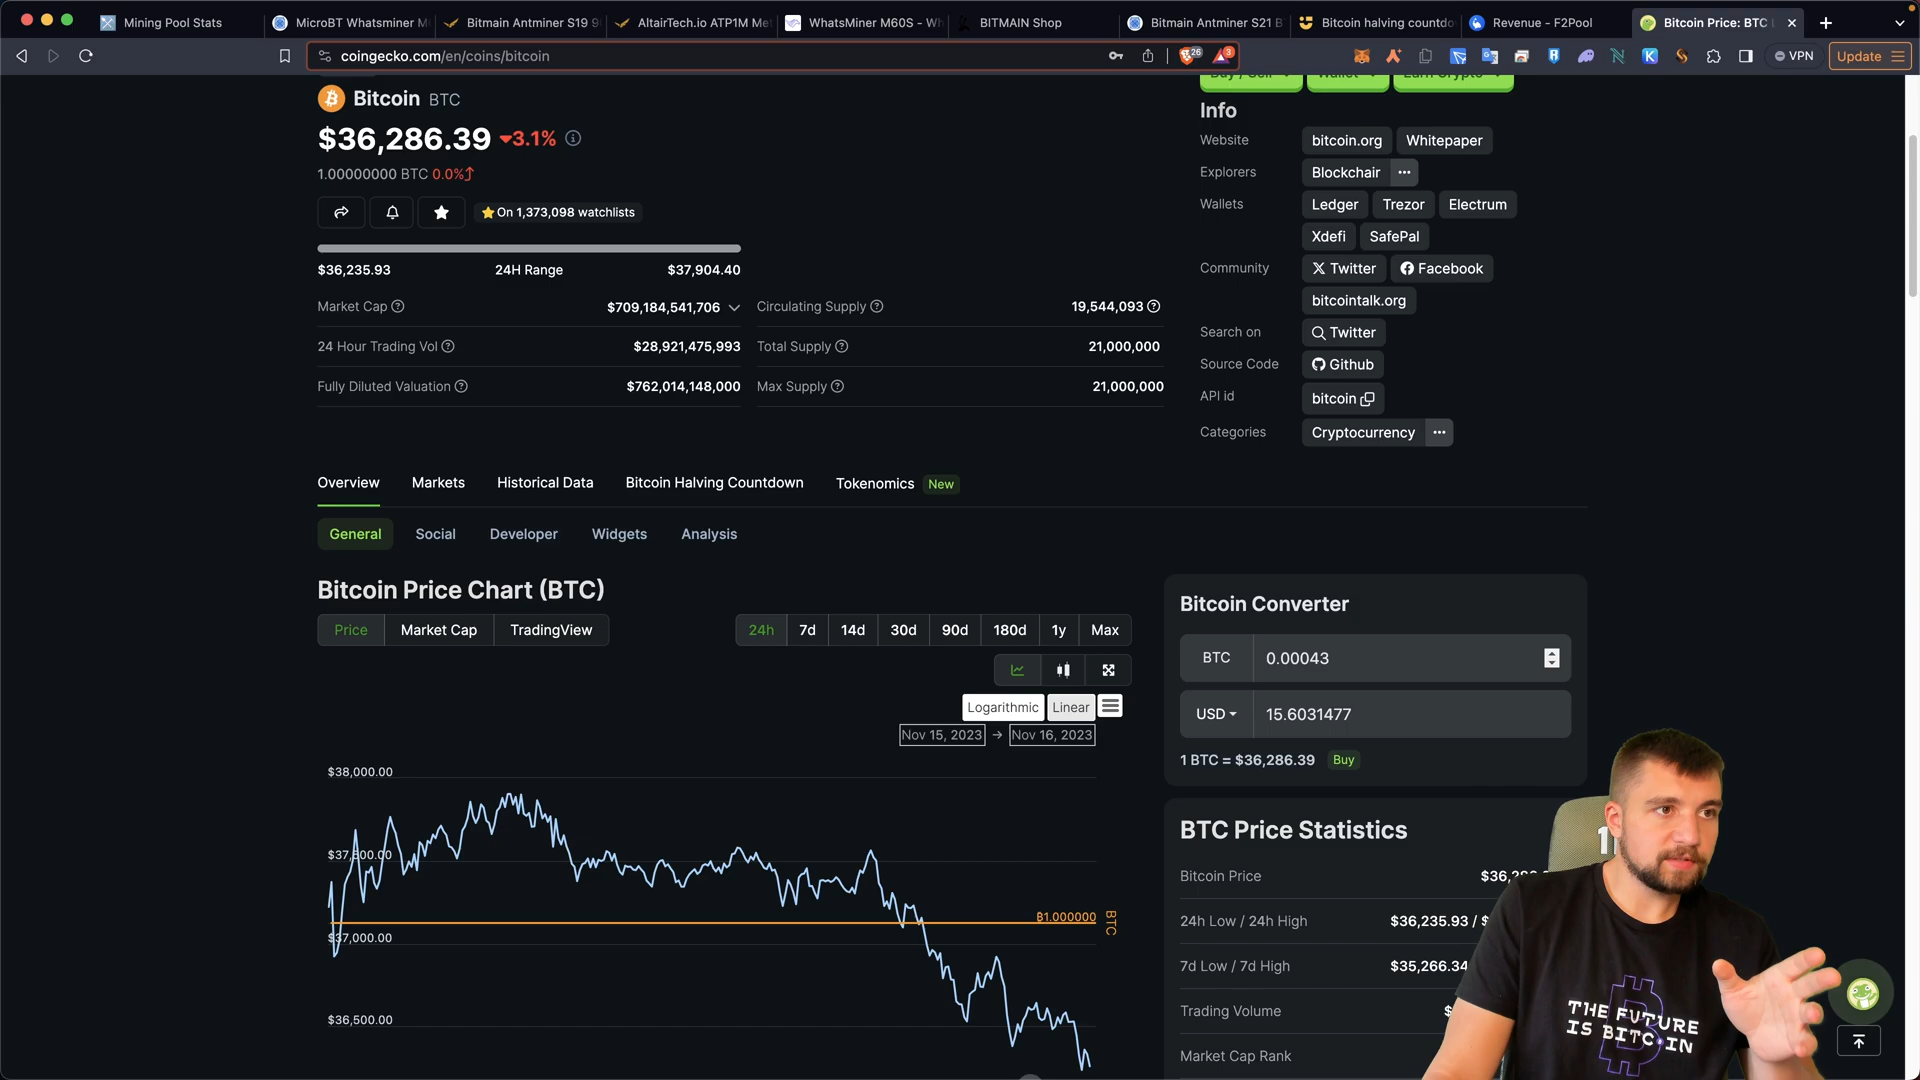 Mining Pool Stats
MicroBT Whatsminer M
Bitmain Antminer S19
AltairTech.io ATP1M Me
WhatsMiner M60S - W
BITMAIN Shop
Bitmain Antminer S21 B
Bitcoin halving countdo
Revenue - F2Pool
Bitcoin Price: BTC
coingecko.com/en/coins/bitcoin
26
3
VPN
Update
Bitcoin BTC
$36,286.39 3.1%
1.00000000 BTC 0.0%
On 1,373,098 watchlists
$36,235.93 24H Range $37,904.40
Market Cap $709,184,541,706
Circulating Supply 19,544,093
24 Hour Trading Vol $28,921,475,993
Total Supply 21,000,000
Fully Diluted Valuation $762,014,148,000
Max Supply 21,000,000
Buy / Sell Wallet Earn Crypto
Info
Website bitcoin.org Whitepaper
Explorers Blockchair
Wallets Ledger Trezor Electrum
Xdefi SafePal
Community Twitter Facebook
bitcointalk.org
Search on Twitter
Source Code Github
API id bitcoin
Categories Cryptocurrency
Overview Markets Historical Data Bitcoin Halving Countdown Tokenomics New
General Social Developer Widgets Analysis
Bitcoin Price Chart (BTC)
Price Market Cap TradingView
24h 7d 14d 30d 90d 180d 1y Max
Logarithmic Linear
Nov 15, 2023 → Nov 16, 2023
$38,000.00
$37,500.00
₿1.000000
BTC
$37,000.00
$36,500.00
Bitcoin Converter
BTC 0.00043
USD 15.6031477
1 BTC = $36,286.39 Buy
BTC Price Statistics
Bitcoin Price
24h Low / 24h High $36,235.93 /
7d Low / 7d High $35,266.34
Trading Volume
Market Cap Rank
THE FUTURE
IS BITCOIN